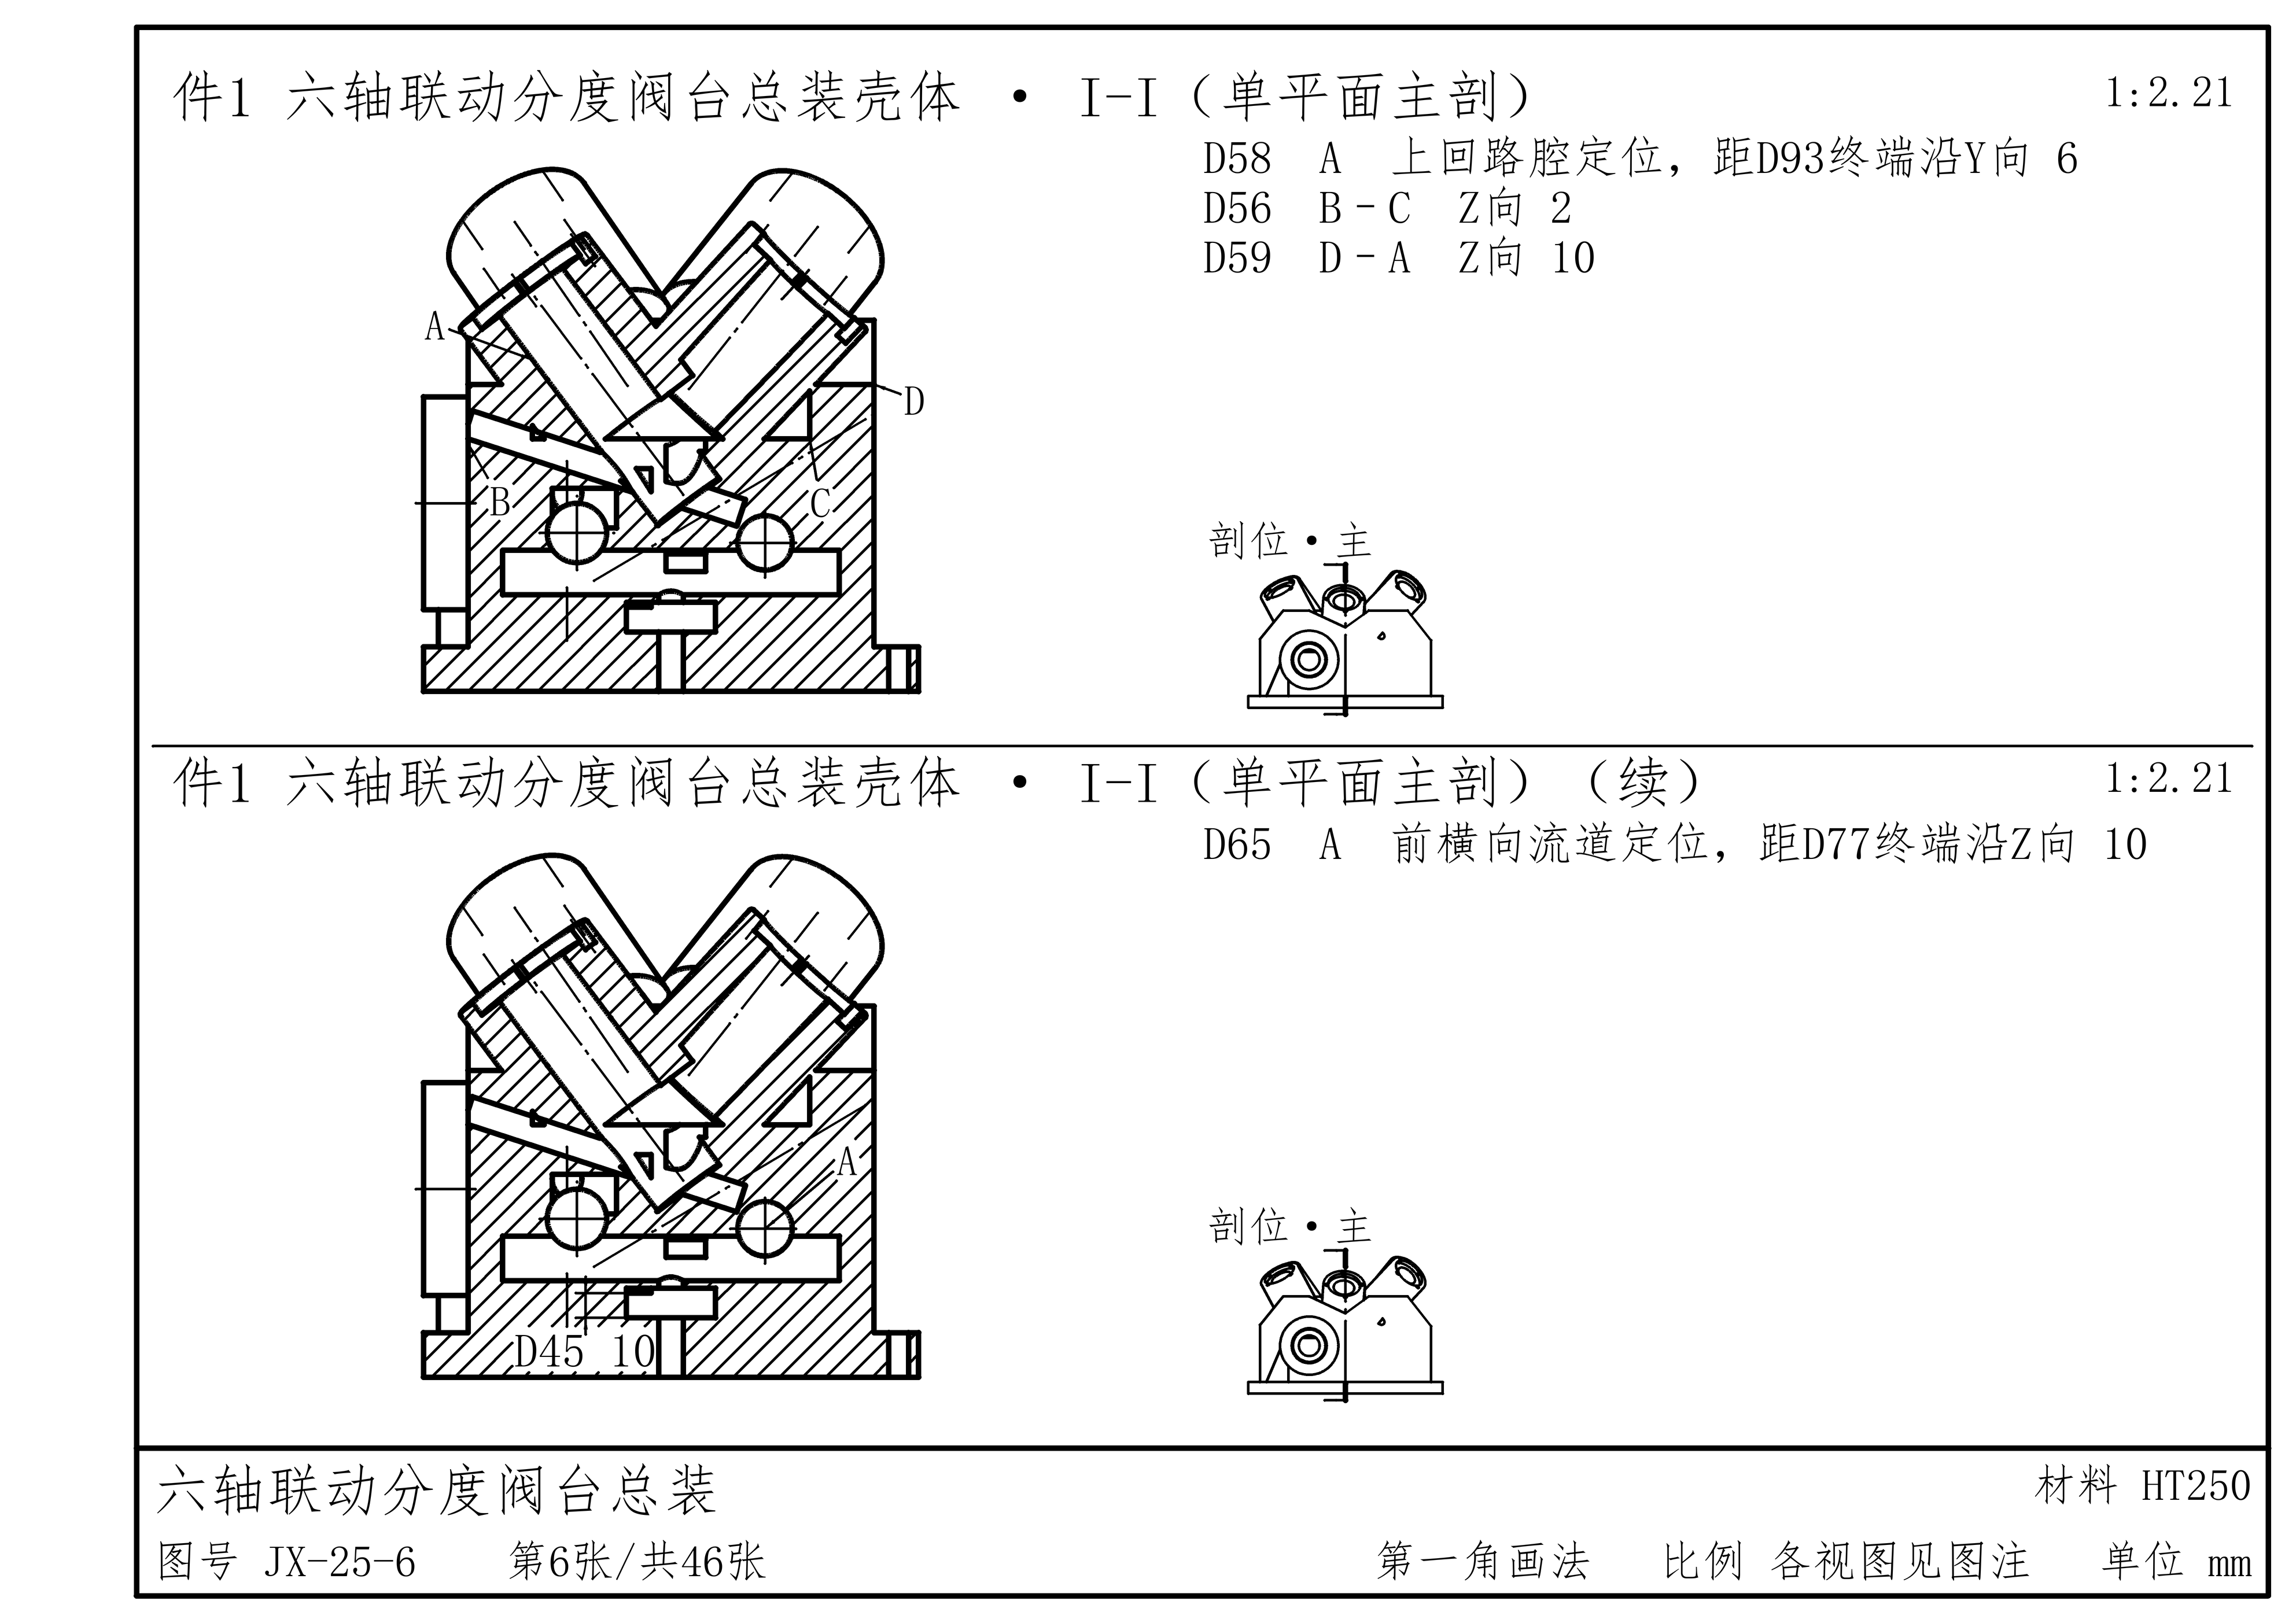 件1 六轴联动分度阀台总装壳体 · I-I（单平面主剖） 1:2.21
D58 A 上回路腔定位，距D93终端沿Y向 6
D56 B-C Z向 2
D59 D-A Z向 10
A
D
B
C
剖位·主
件1 六轴联动分度阀台总装壳体 · I-I（单平面主剖）（续） 1:2.21
D65 A 前横向流道定位，距D77终端沿Z向 10
A
剖位·主
D45 10
六轴联动分度阀台总装 材料 HT250
图号 JX-25-6 第6张/共46张 第一角画法 比例 各视图见图注 单位 mm